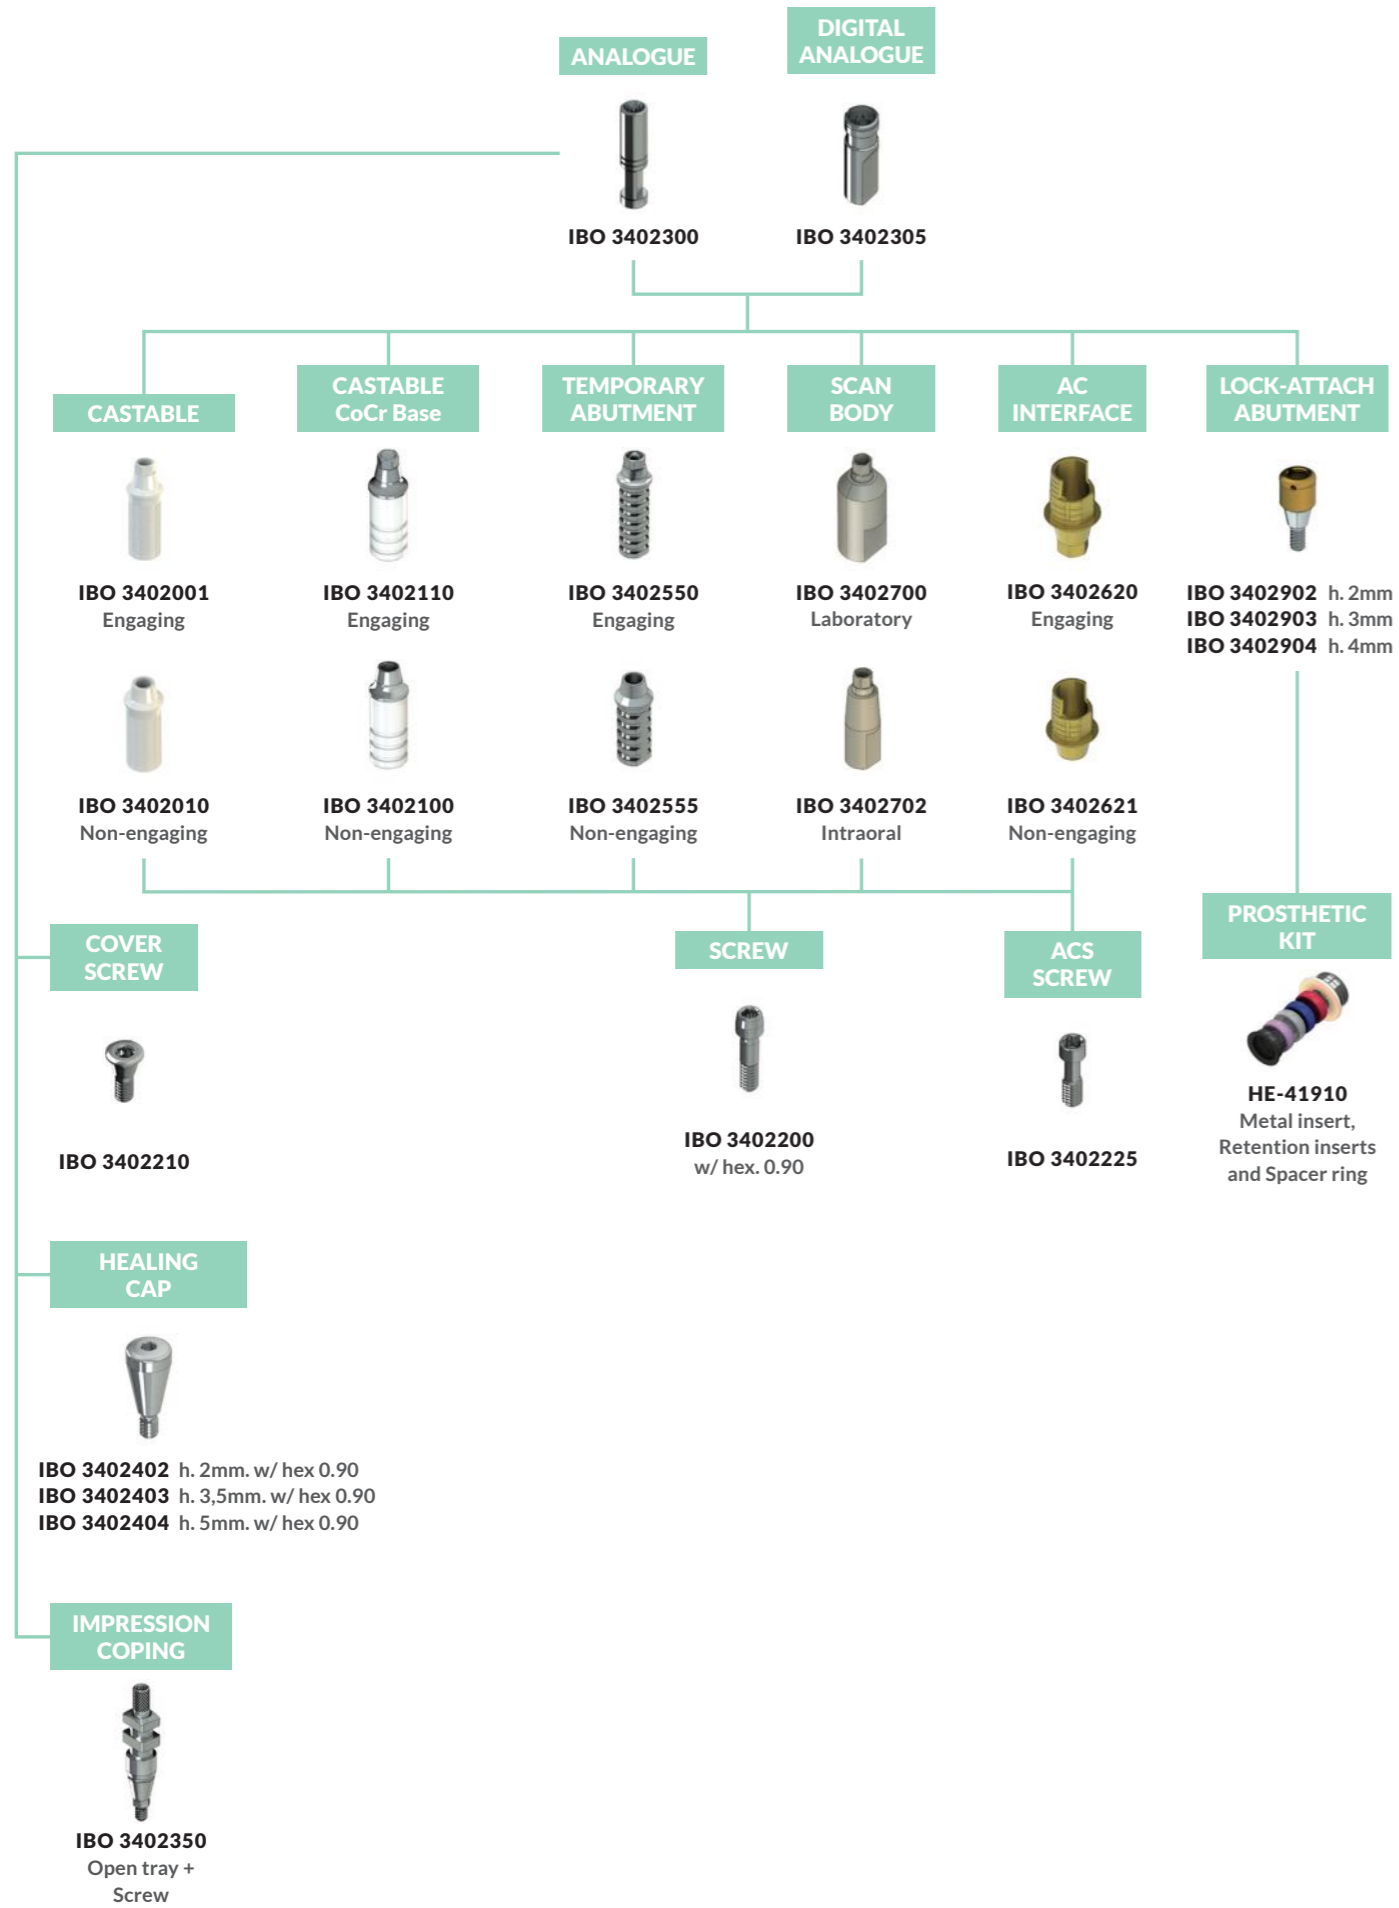 ANALOGUE
DIGITAL
ANALOGUE
IBO 3402300
IBO 3402305
CASTABLE
CASTABLE
CoCr Base
TEMPORARY
ABUTMENT
SCAN
BODY
AC
INTERFACE
LOCK-ATTACH
ABUTMENT
IBO 3402001
Engaging
IBO 3402110
Engaging
IBO 3402550
Engaging
IBO 3402700
Laboratory
IBO 3402620
Engaging
IBO 3402902 h. 2mm
IBO 3402903 h. 3mm
IBO 3402904 h. 4mm
IBO 3402010
Non-engaging
IBO 3402100
Non-engaging
IBO 3402555
Non-engaging
IBO 3402702
Intraoral
IBO 3402621
Non-engaging
COVER
SCREW
SCREW
ACS
SCREW
PROSTHETIC
KIT
IBO 3402210
IBO 3402200
w/ hex. 0.90
IBO 3402225
HE-41910
Metal insert,
Retention inserts
and Spacer ring
HEALING
CAP
IBO 3402402 h. 2mm. w/ hex 0.90
IBO 3402403 h. 3,5mm. w/ hex 0.90
IBO 3402404 h. 5mm. w/ hex 0.90
IMPRESSION
COPING
IBO 3402350
Open tray +
Screw